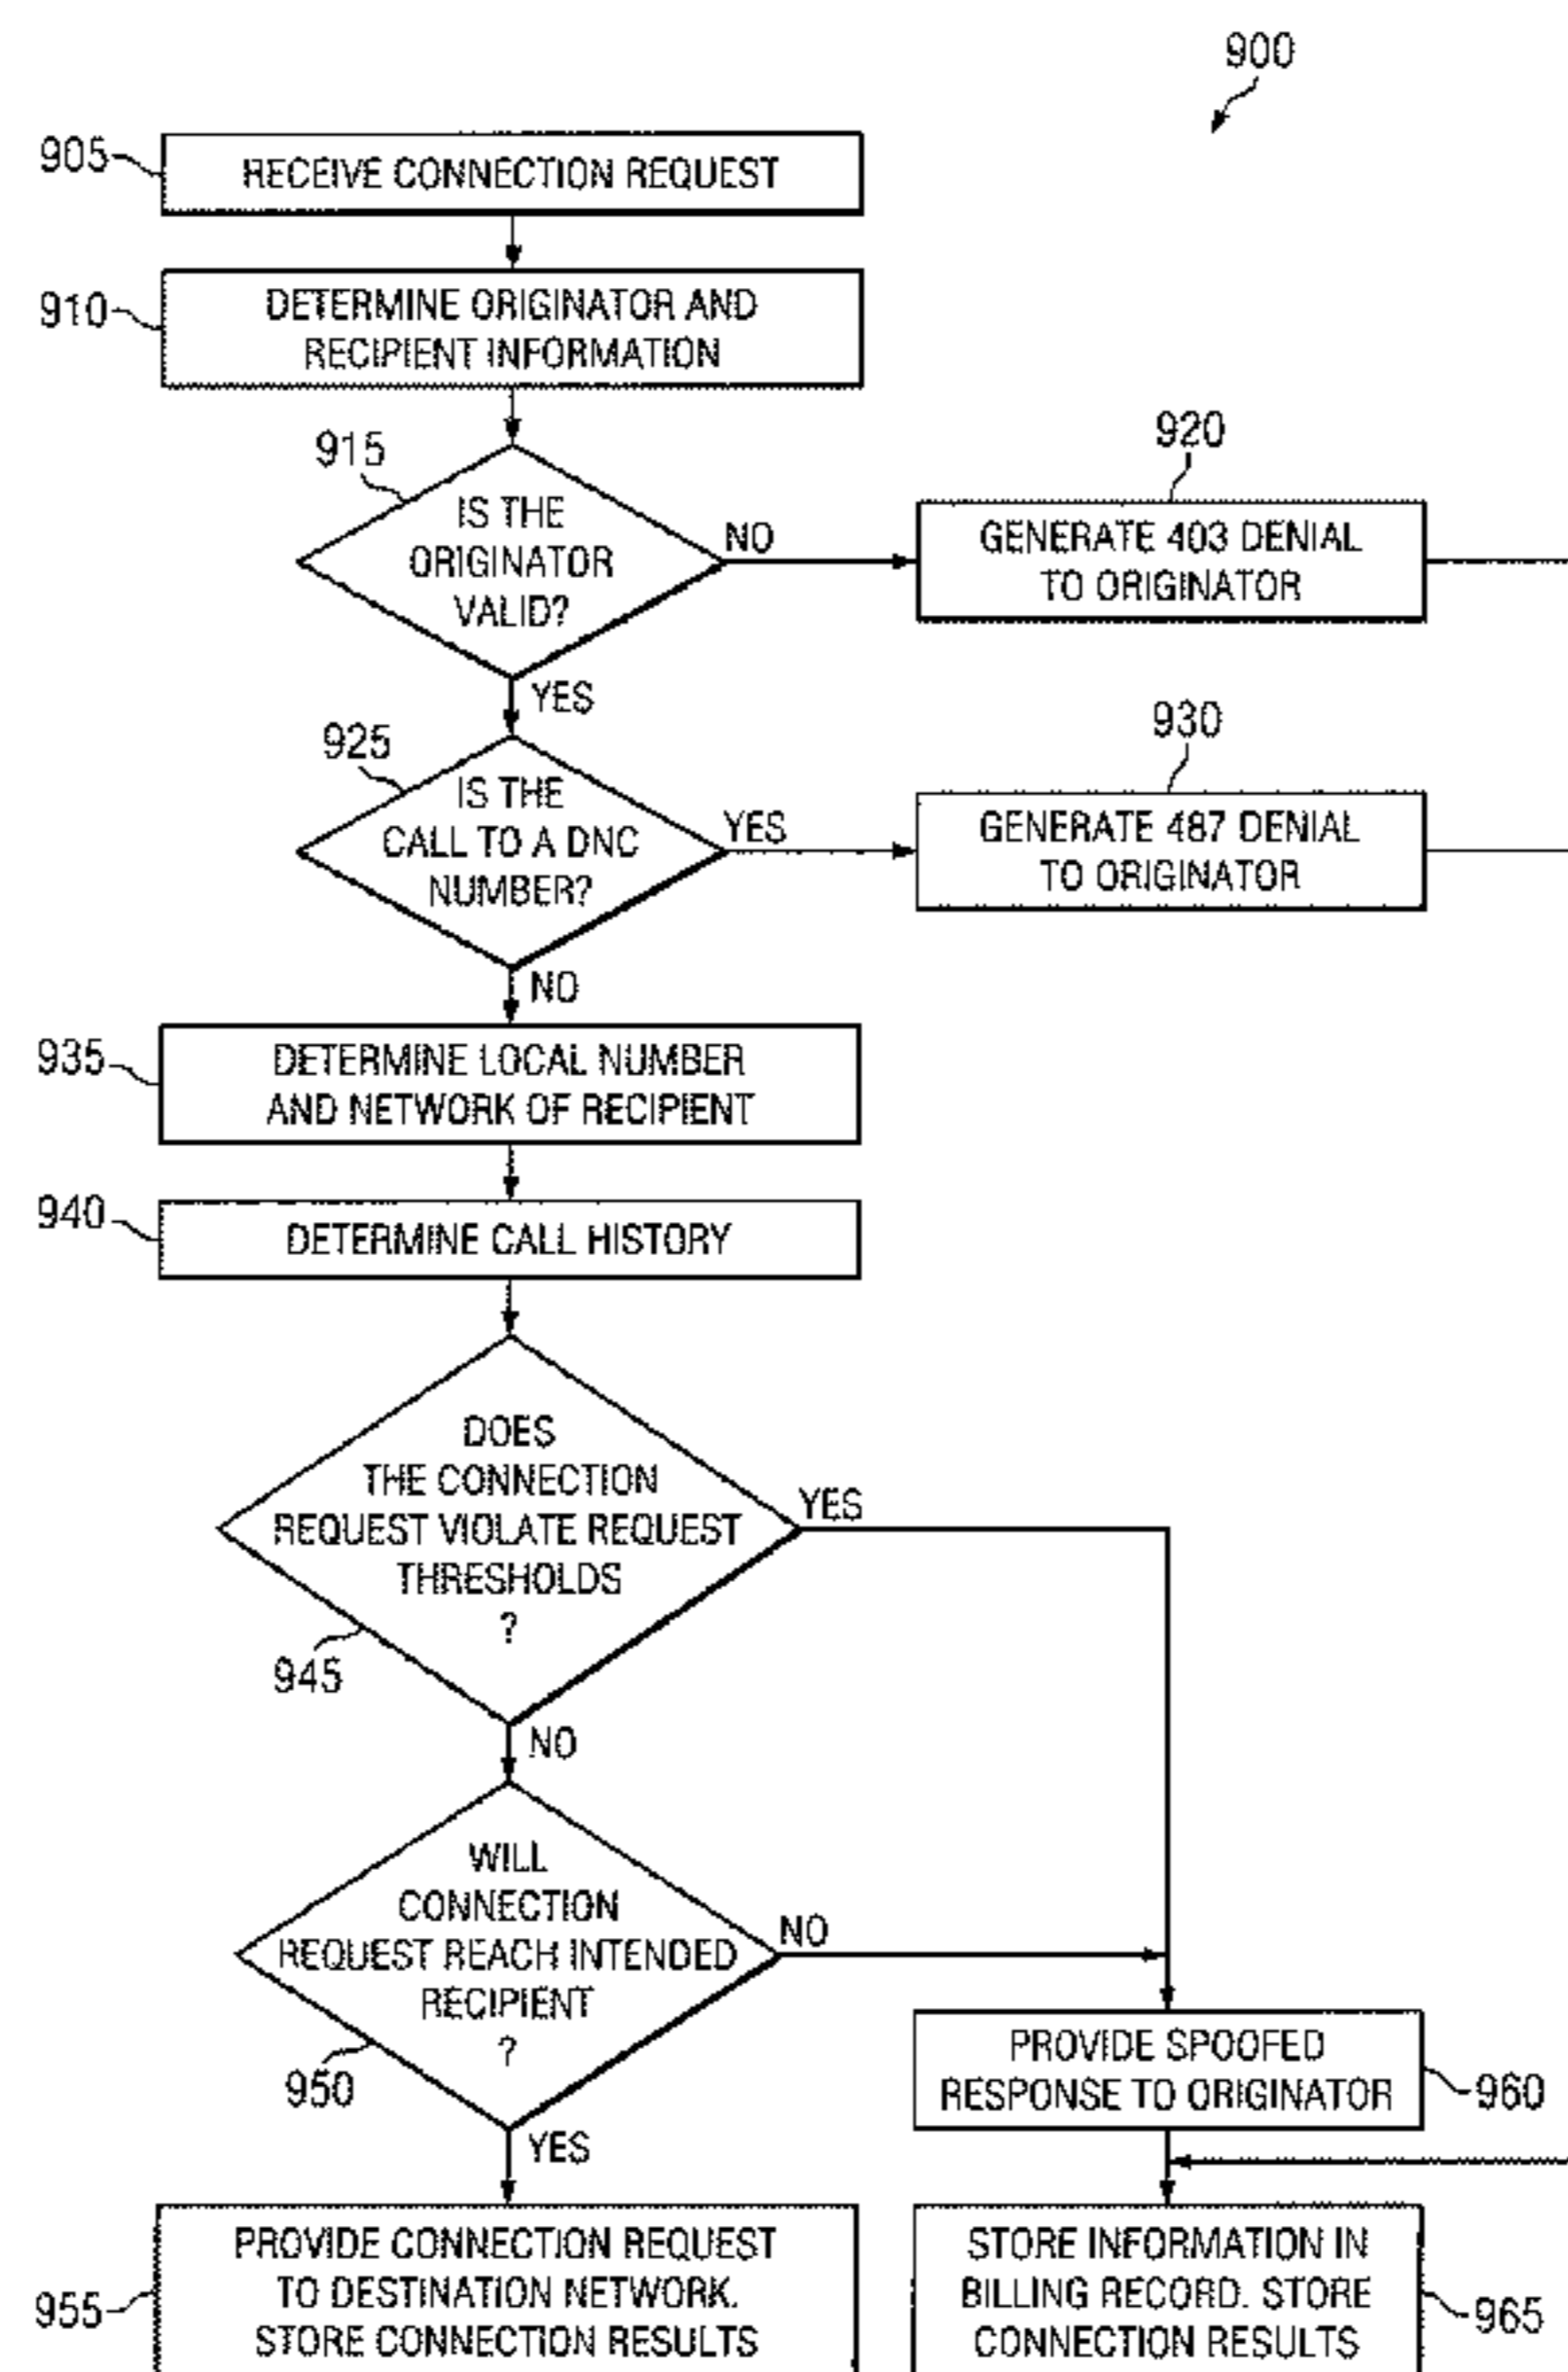 900
905
RECEIVE CONNECTION REQUEST
910
DETERMINE ORIGINATOR AND
RECIPIENT INFORMATION
915
IS THE
ORIGINATOR
VALID?
NO
920
GENERATE 403 DENIAL
TO ORIGINATOR
YES
925
IS THE
CALL TO A DNC
NUMBER?
YES
930
GENERATE 487 DENIAL
TO ORIGINATOR
NO
935
DETERMINE LOCAL NUMBER
AND NETWORK OF RECIPIENT
940
DETERMINE CALL HISTORY
DOES
THE CONNECTION
REQUEST VIOLATE REQUEST
THRESHOLDS
?
YES
945
NO
WILL
CONNECTION
REQUEST REACH INTENDED
RECIPIENT
?
NO
950
YES
PROVIDE SPOOFED
RESPONSE TO ORIGINATOR
960
955
PROVIDE CONNECTION REQUEST
TO DESTINATION NETWORK.
STORE CONNECTION RESULTS
STORE INFORMATION IN
BILLING RECORD. STORE
CONNECTION RESULTS
965